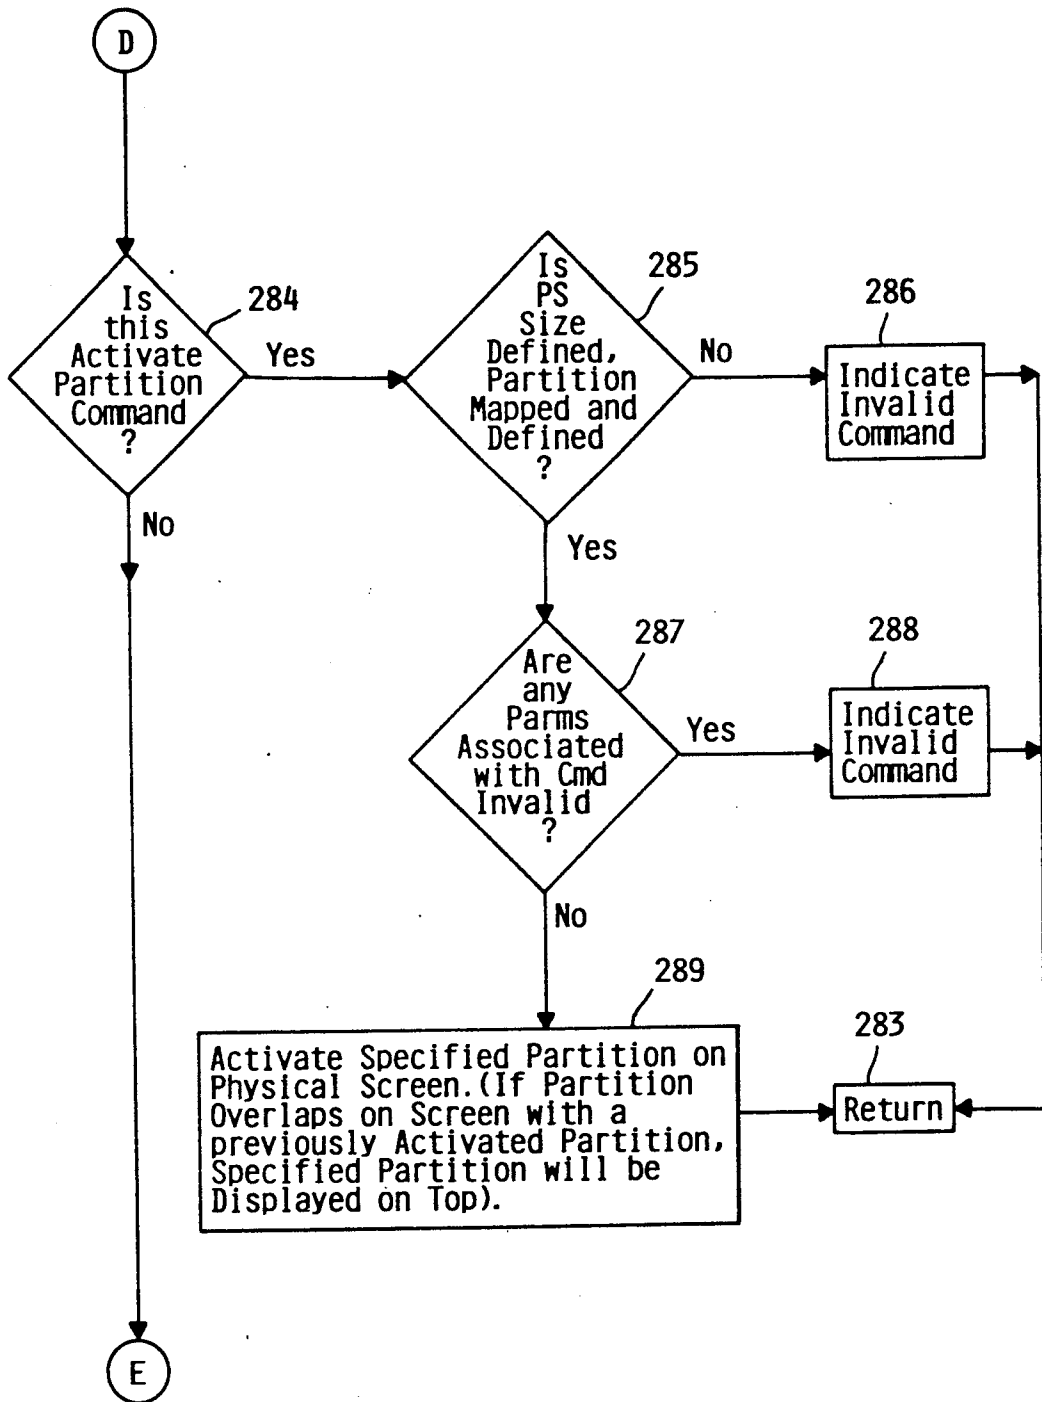 D
Is
this
Activate
Partition
Command
?
284
Yes
No
Is
PS
Size
Defined,
Partition
Mapped and
Defined
?
285
No
Yes
286
Indicate
Invalid
Command
Are
any
Parms
Associated
with Cmd
Invalid
?
287
Yes
No
288
Indicate
Invalid
Command
289
Activate Specified Partition on
Physical Screen.(If Partition
Overlaps on Screen with a
previously Activated Partition,
Specified Partition will be
Displayed on Top).
283
Return
E